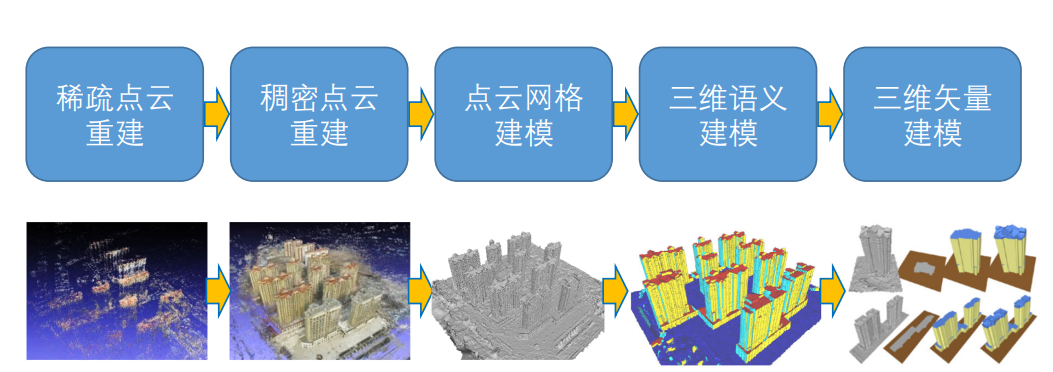 稀疏点云
重建
稠密点云
重建
点云网格
建模
三维语义
建模
三维矢量
建模